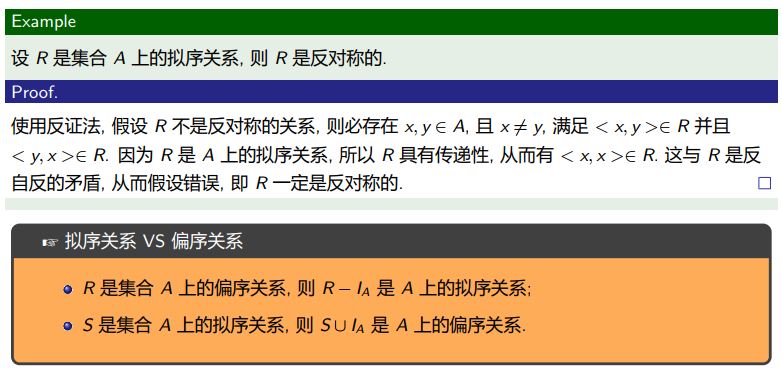 Example
设 R 是集合 A 上的拟序关系, 则 R 是反对称的.
Proof.
使用反证法, 假设 R 不是反对称的关系, 则必存在 x, y ∈ A, 且 x ≠ y, 满足 < x, y >∈ R 并且
< y, x >∈ R. 因为 R 是 A 上的拟序关系, 所以 R 具有传递性, 从而有 < x, x >∈ R. 这与 R 是反
自反的矛盾, 从而假设错误, 即 R 一定是反对称的. □
☞ 拟序关系 VS 偏序关系
R 是集合 A 上的偏序关系, 则 R − I_A 是 A 上的拟序关系;
S 是集合 A 上的拟序关系, 则 S ∪ I_A 是 A 上的偏序关系.